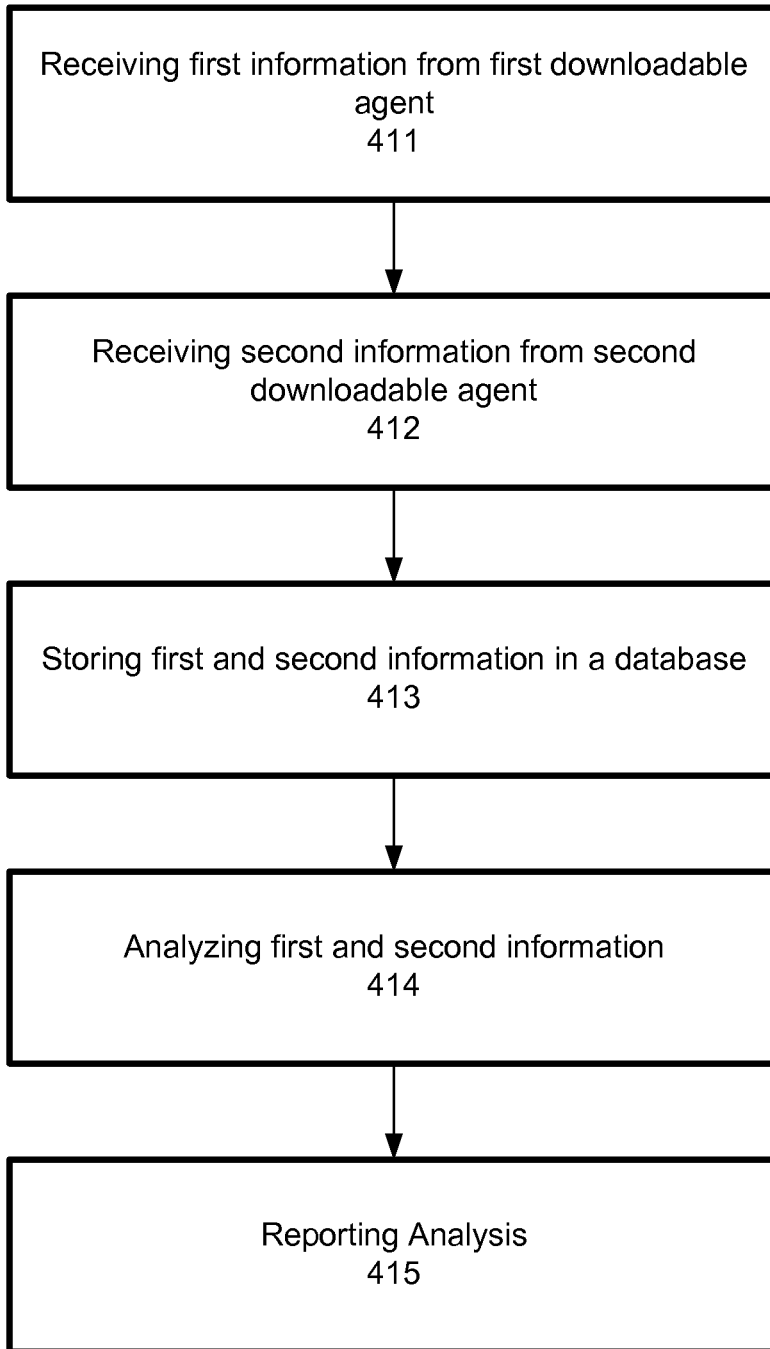 Receiving first information from first downloadable
agent
411
Receiving second information from second
downloadable agent
412
Storing first and second information in a database
413
Analyzing first and second information
414
Reporting Analysis
415